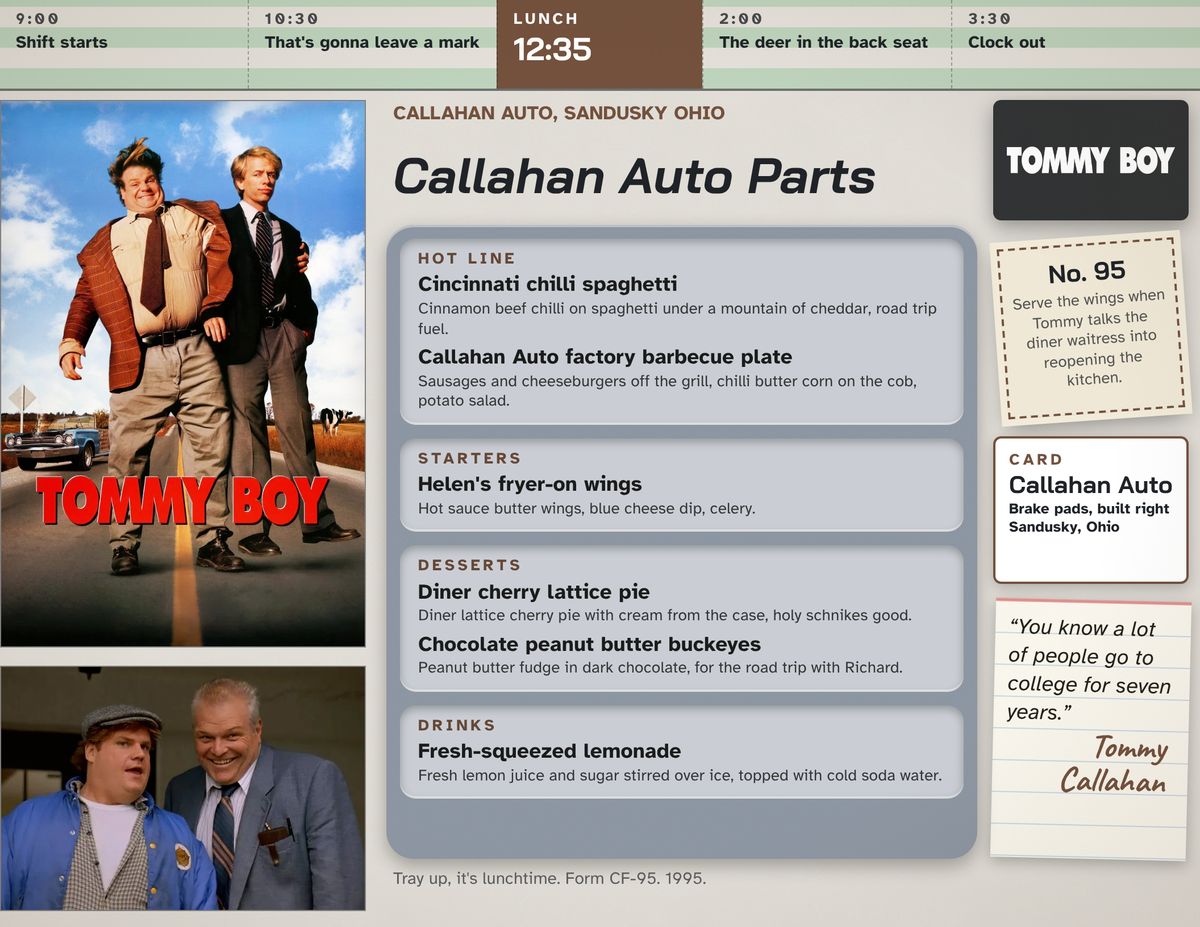 9:00
Shift starts
10:30
That's gonna leave a mark
LUNCH
12:35
2:00
The deer in the back seat
3:30
Clock out
TOMMY BOY
CALLAHAN AUTO, SANDUSKY OHIO
Callahan Auto Parts
HOT LINE
Cincinnati chilli spaghetti
Cinnamon beef chilli on spaghetti under a mountain of cheddar, road trip
fuel.
Callahan Auto factory barbecue plate
Sausages and cheeseburgers off the grill, chilli butter corn on the cob,
potato salad.
STARTERS
Helen's fryer-on wings
Hot sauce butter wings, blue cheese dip, celery.
DESSERTS
Diner cherry lattice pie
Diner lattice cherry pie with cream from the case, holy schnikes good.
Chocolate peanut butter buckeyes
Peanut butter fudge in dark chocolate, for the road trip with Richard.
DRINKS
Fresh-squeezed lemonade
Fresh lemon juice and sugar stirred over ice, topped with cold soda water.
Tray up, it's lunchtime. Form CF-95. 1995.
TOMMY BOY
No. 95
Serve the wings when
Tommy talks the
diner waitress into
reopening the
kitchen.
CARD
Callahan Auto
Brake pads, built right
Sandusky, Ohio
“You know a lot
of people go to
college for seven
years.”
Tommy
Callahan